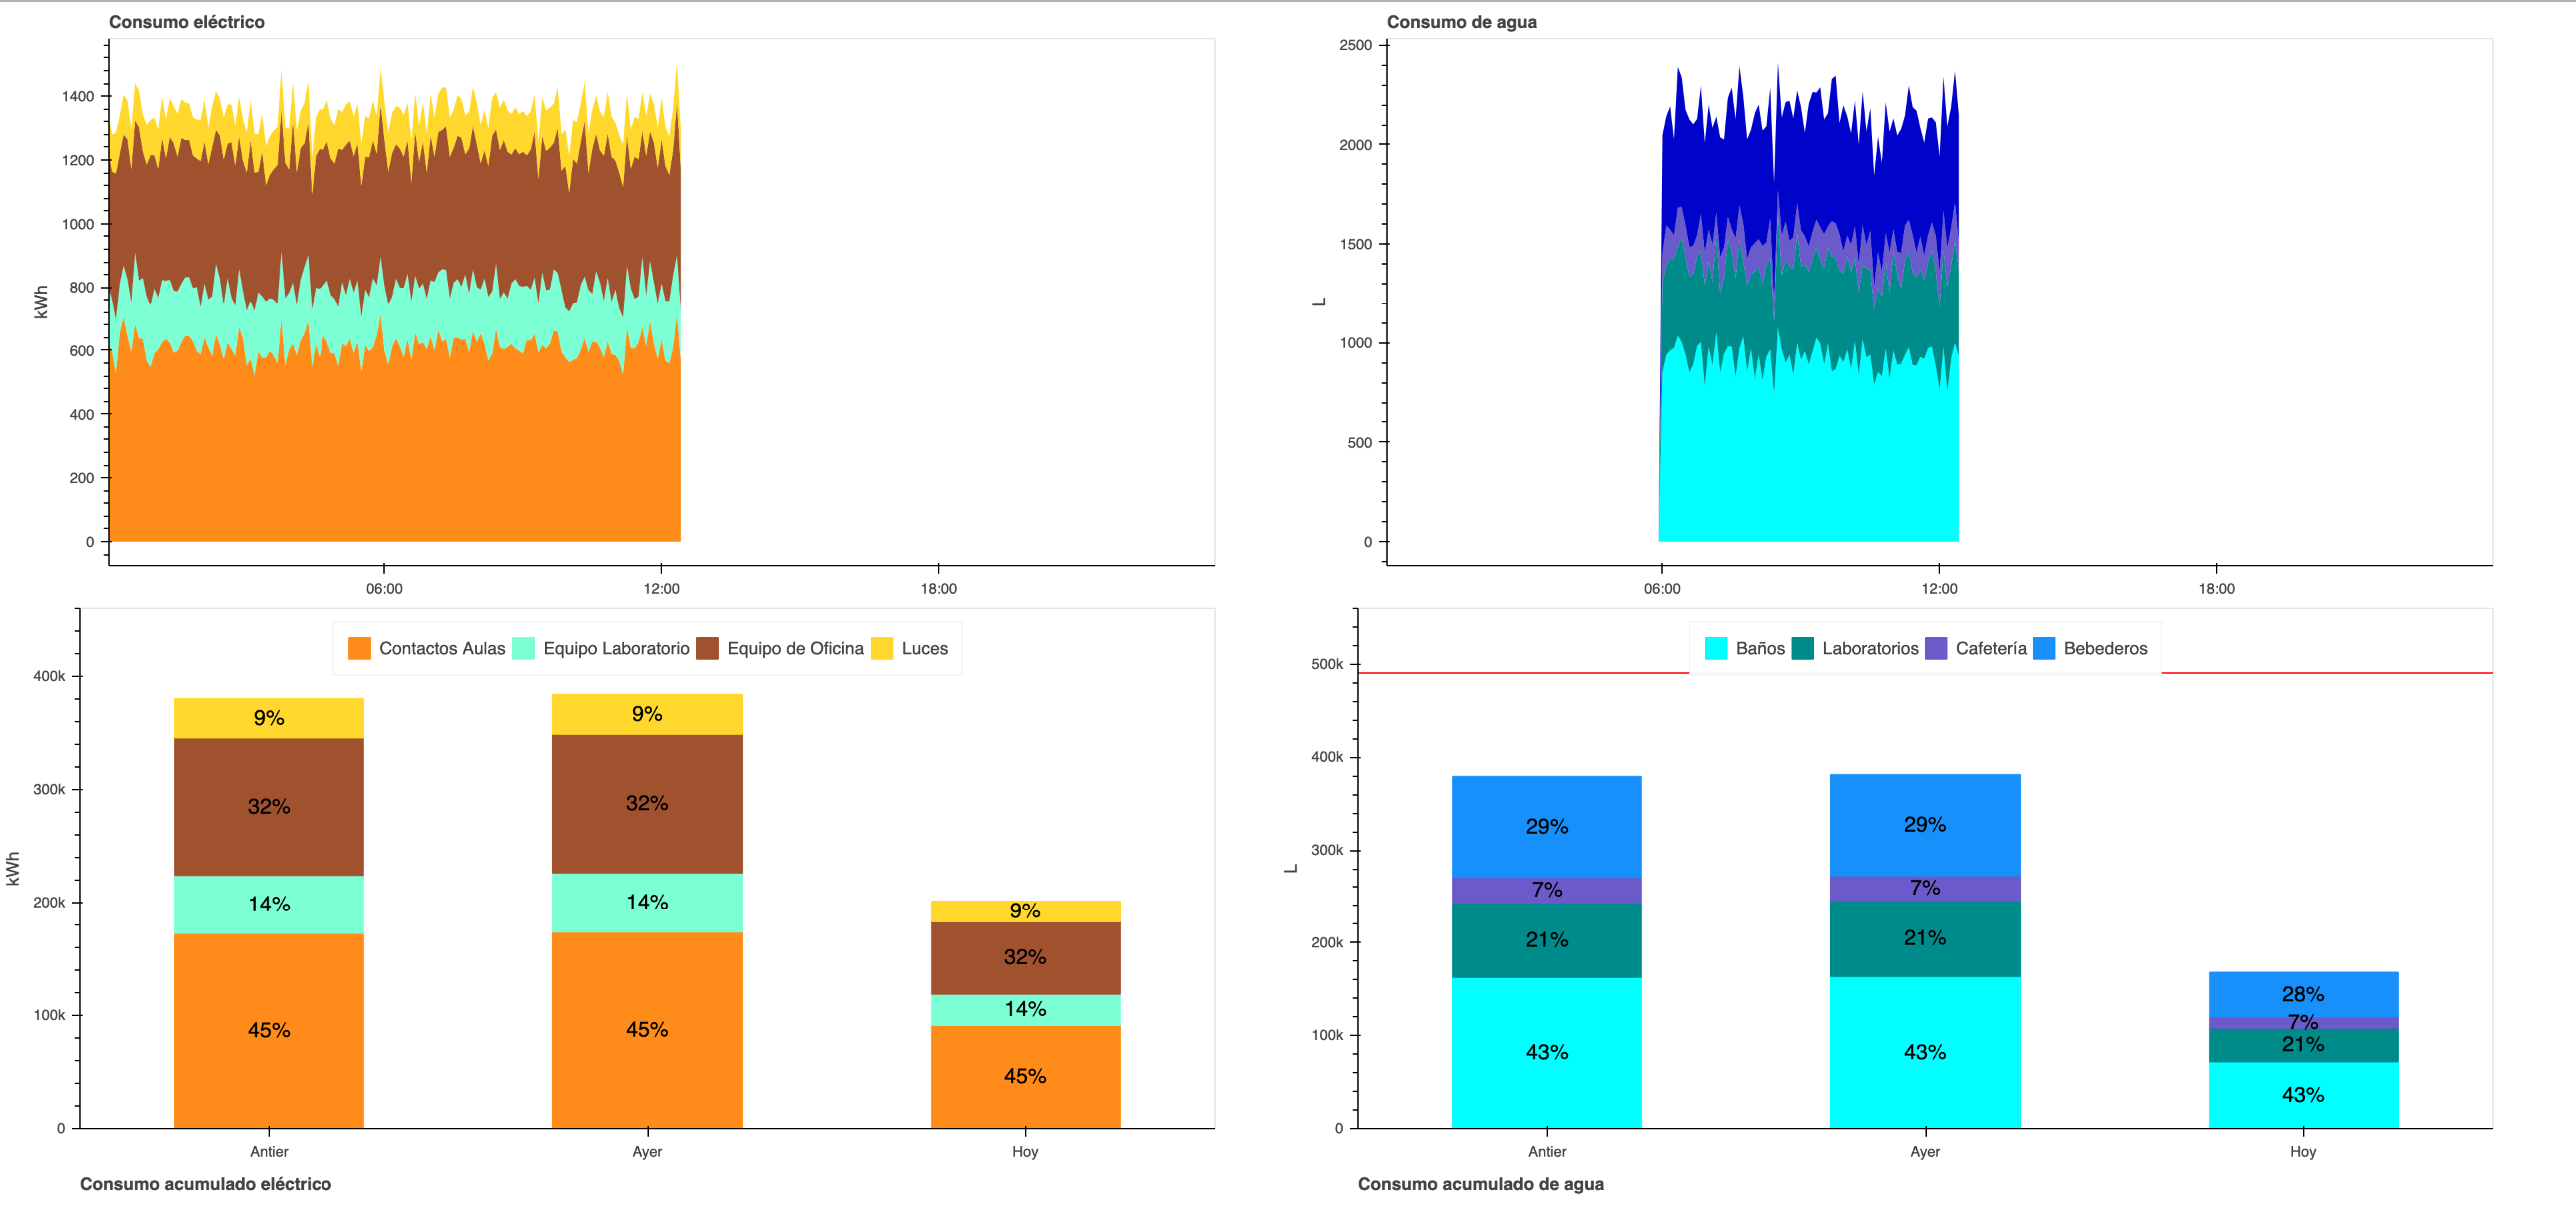 Consumo eléctrico
1400
1200
1000
800
600
400
200
0
kWh
06:00 12:00 18:00
Consumo de agua
2500
2000
1500
1000
500
0
L
06:00 12:00 18:00
Contactos Aulas Equipo Laboratorio Equipo de Oficina Luces
400k
300k
200k
100k
0
kWh
9% 9% 9%
32% 32% 32%
14% 14% 14%
45% 45% 45%
Antier Ayer Hoy
Consumo acumulado eléctrico
Baños Laboratorios Cafetería Bebederos
500k
400k
300k
200k
100k
0
L
29% 29% 28%
7% 7% 7%
21% 21% 21%
43% 43% 43%
Antier Ayer Hoy
Consumo acumulado de agua